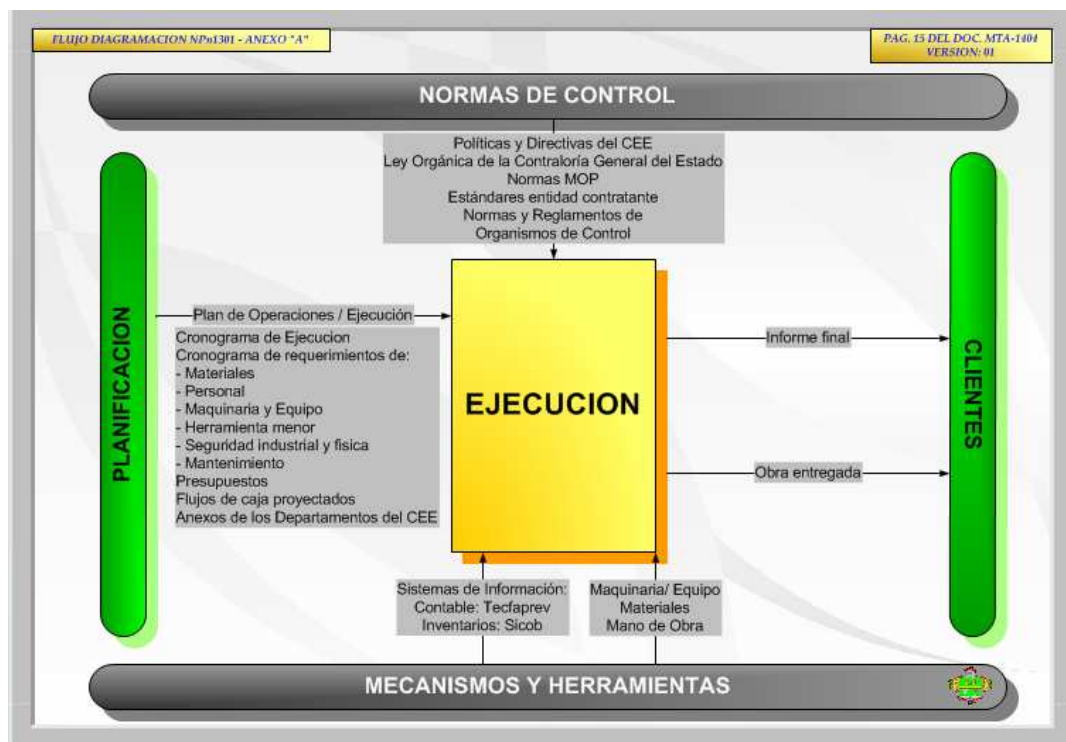 FLUJO DIAGRAMACION NPn1301 - ANEXO "A"
PAG. 15 DEL DOC. MTA-1404
VERSION: 01
NORMAS DE CONTROL
Políticas y Directivas del CEE
Ley Orgánica de la Contraloría General del Estado
Normas MOP
Estándares entidad contratante
Normas y Reglamentos de
Organismos de Control
PLANIFICACION
Plan de Operaciones / Ejecución
Cronograma de Ejecucion
Cronograma de requerimientos de:
- Materiales
- Personal
- Maquinaria y Equipo
- Herramienta menor
- Seguridad industrial y fisica
- Mantenimiento
Presupuestos
Flujos de caja proyectados
Anexos de los Departamentos del CEE
EJECUCION
Informe final
Obra entregada
CLIENTES
Sistemas de Información:
Contable: Tecfaprev
Inventarios: Sicob
Maquinaria/ Equipo
Materiales
Mano de Obra
MECANISMOS Y HERRAMIENTAS